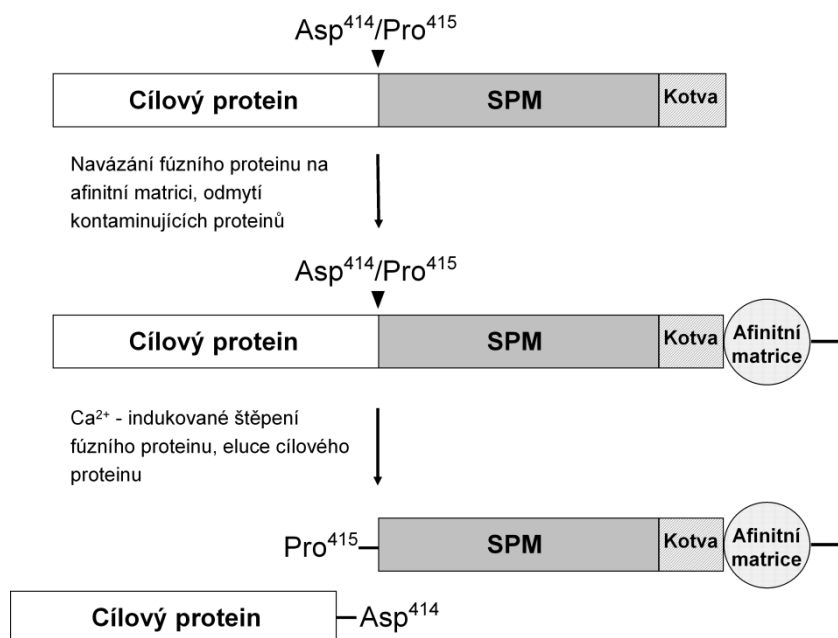 Asp⁴¹⁴/Pro⁴¹⁵
Cílový protein SPM Kotva
Navázání fúzního proteinu na
afinitní matrici, odmytí
kontaminujících proteinů
Asp⁴¹⁴/Pro⁴¹⁵
Cílový protein SPM Kotva Afinitní
matrice
Ca²⁺ - indukované štěpení
fúzního proteinu, eluce cílového
proteinu
Pro⁴¹⁵ SPM Kotva Afinitní
matrice
Cílový protein Asp⁴¹⁴